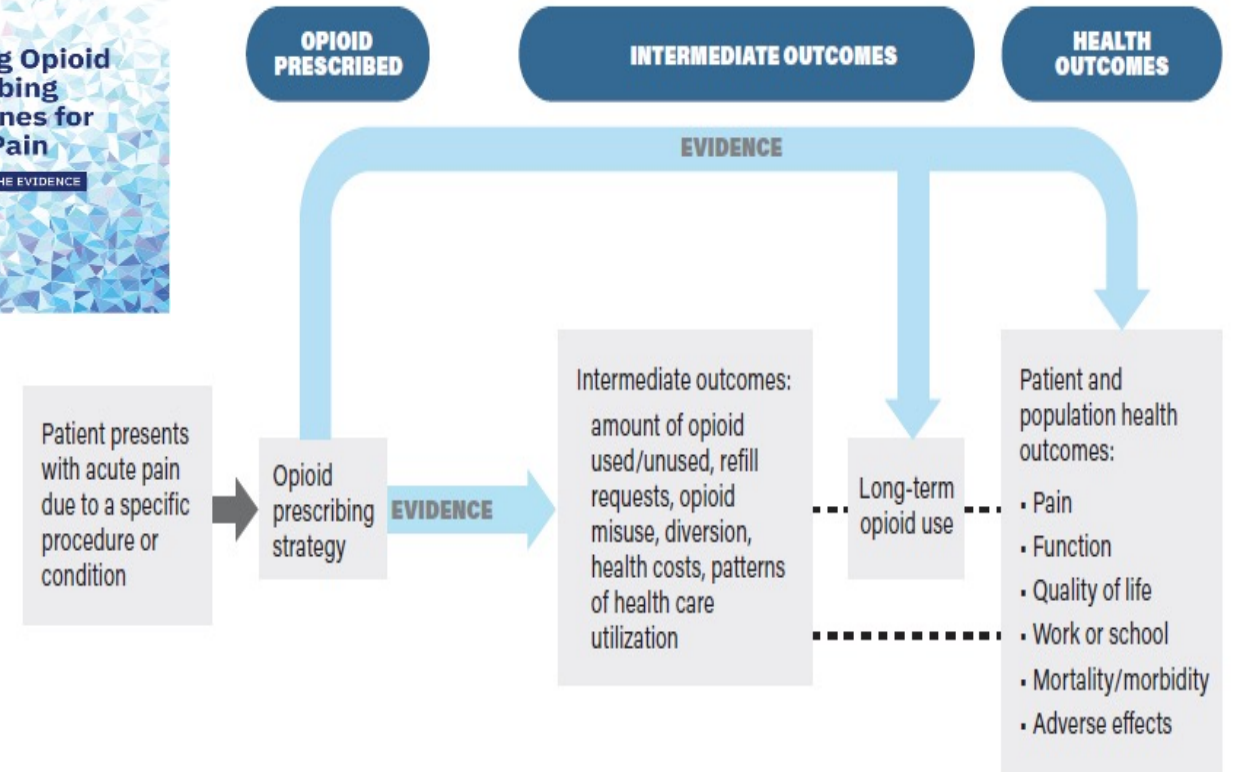 g Opioid
bing
nes for
Pain
HE EVIDENCE
OPIOID
PRESCRIBED
INTERMEDIATE OUTCOMES
HEALTH
OUTCOMES
EVIDENCE
Patient presents
with acute pain
due to a specific
procedure or
condition
Opioid
prescribing
strategy
EVIDENCE
Intermediate outcomes:
amount of opioid
used/unused, refill
requests, opioid
misuse, diversion,
health costs, patterns
of health care
utilization
Long-term
opioid use
Patient and
population health
outcomes:
▪ Pain
▪ Function
▪ Quality of life
▪ Work or school
▪ Mortality/morbidity
▪ Adverse effects